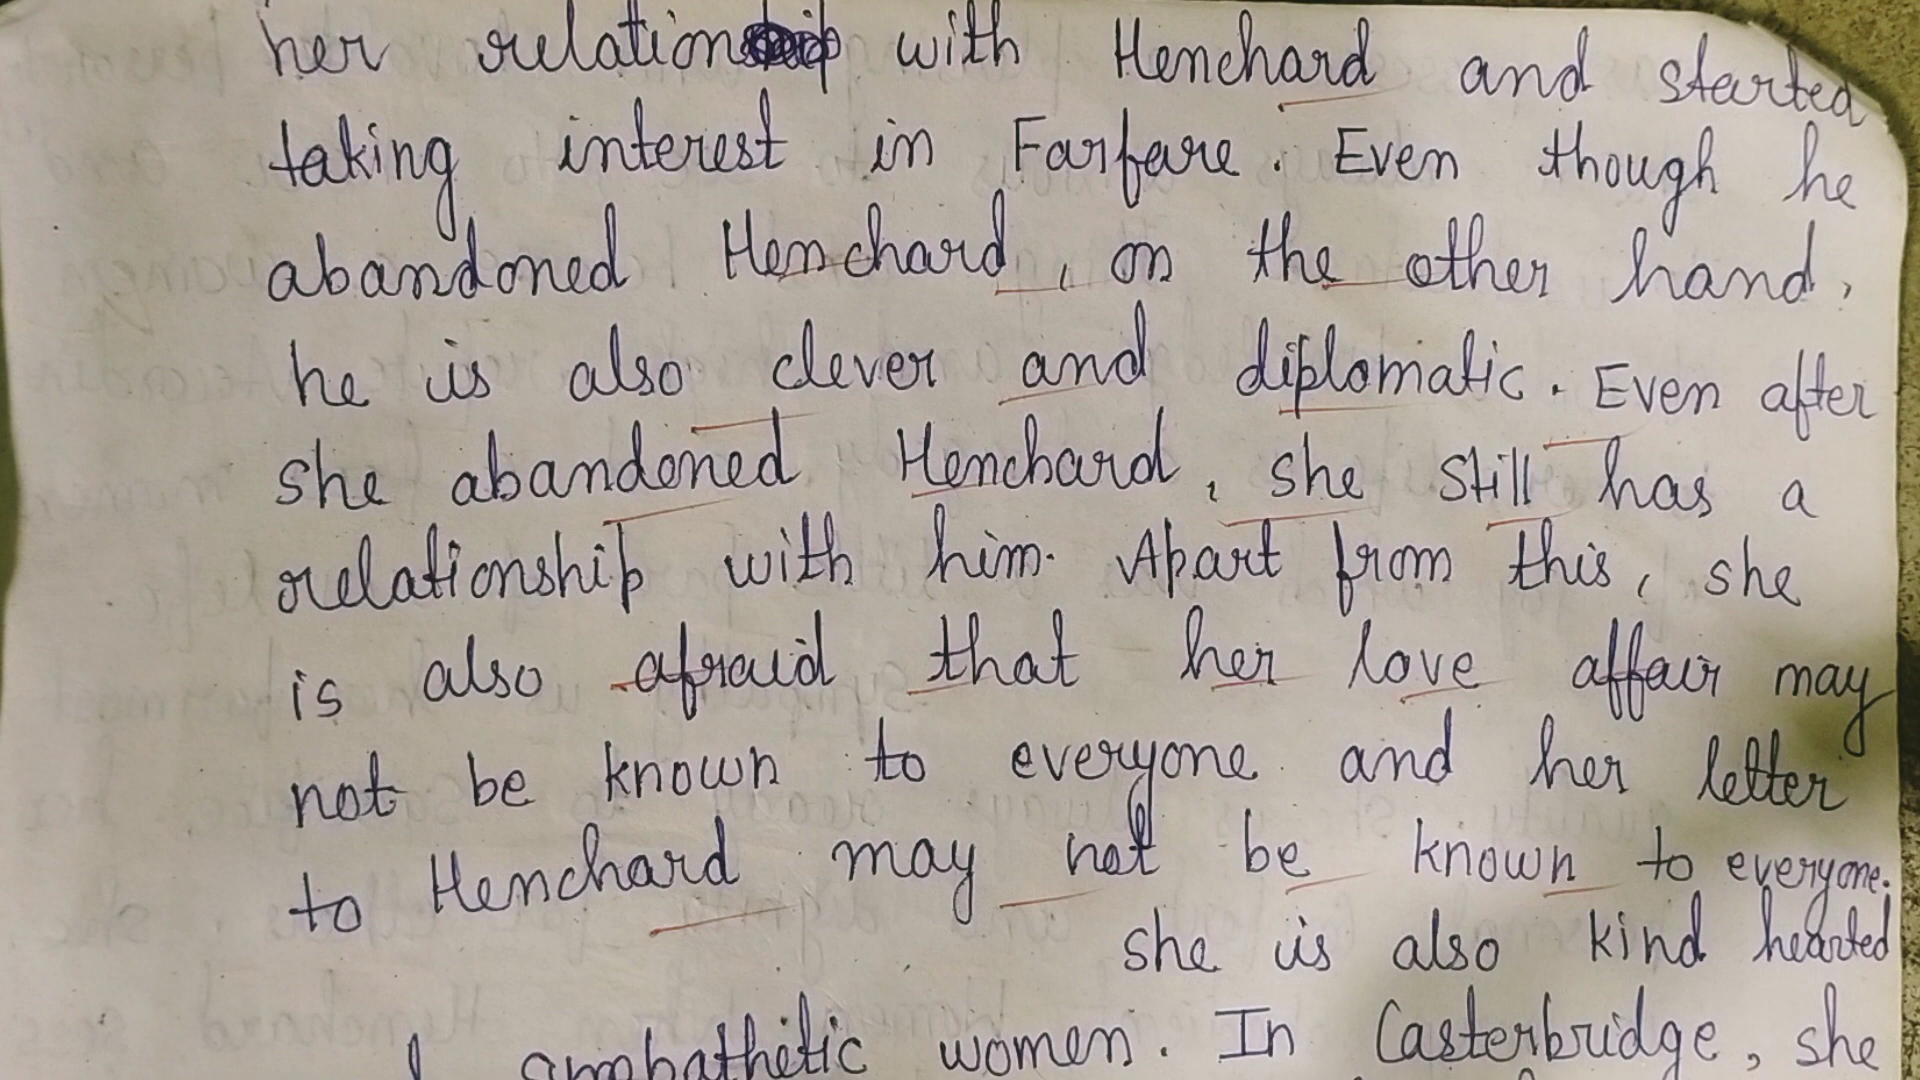 her relationship with Henchard and started
taking interest in Farfare. Even though he
abandoned Henchard, on the other hand,
he is also clever and diplomatic. Even after
she abandoned Henchard, she still has a
relationship with him. Apart from this, she
is also afraid that her love affair may
not be known to everyone and her letter
to Henchard may not be known to everyone.
she is also kind hearted
women. In Casterbridge, she